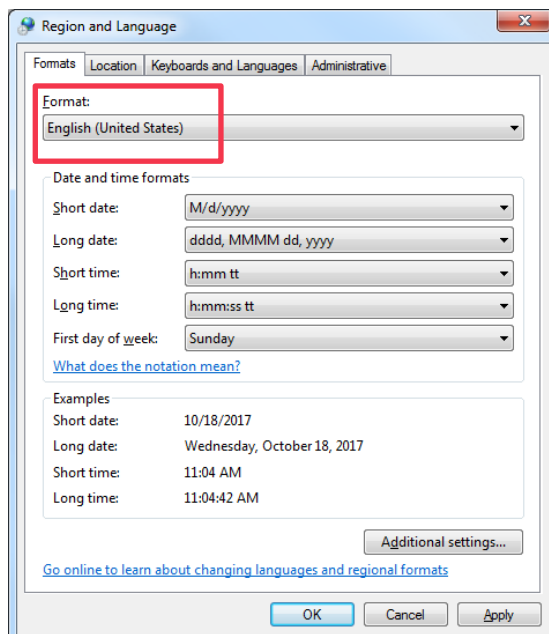 Region and Language
Formats Location Keyboards and Languages Administrative
Format:
English (United States)
Date and time formats
Short date: M/d/yyyy
Long date: dddd, MMMM dd, yyyy
Short time: h:mm tt
Long time: h:mm:ss tt
First day of week: Sunday
What does the notation mean?
Examples
Short date: 10/18/2017
Long date: Wednesday, October 18, 2017
Short time: 11:04 AM
Long time: 11:04:42 AM
Additional settings...
Go online to learn about changing languages and regional formats
OK Cancel Apply